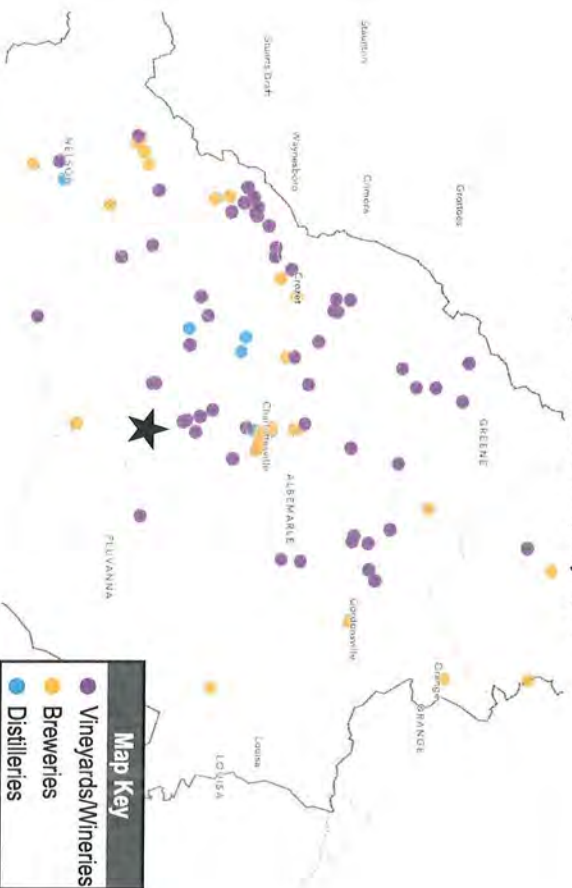 GREENE
Grottoes
Orange
ORANGE
Staunton
Crimora
Gordonsville
Waynesboro
Crozet
ALBEMARLE
Stuarts Draft
Charlottesville
Louisa
LOUISA
FLUVANNA
NELSON
Map Key
Vineyards/Wineries
Breweries
Distilleries